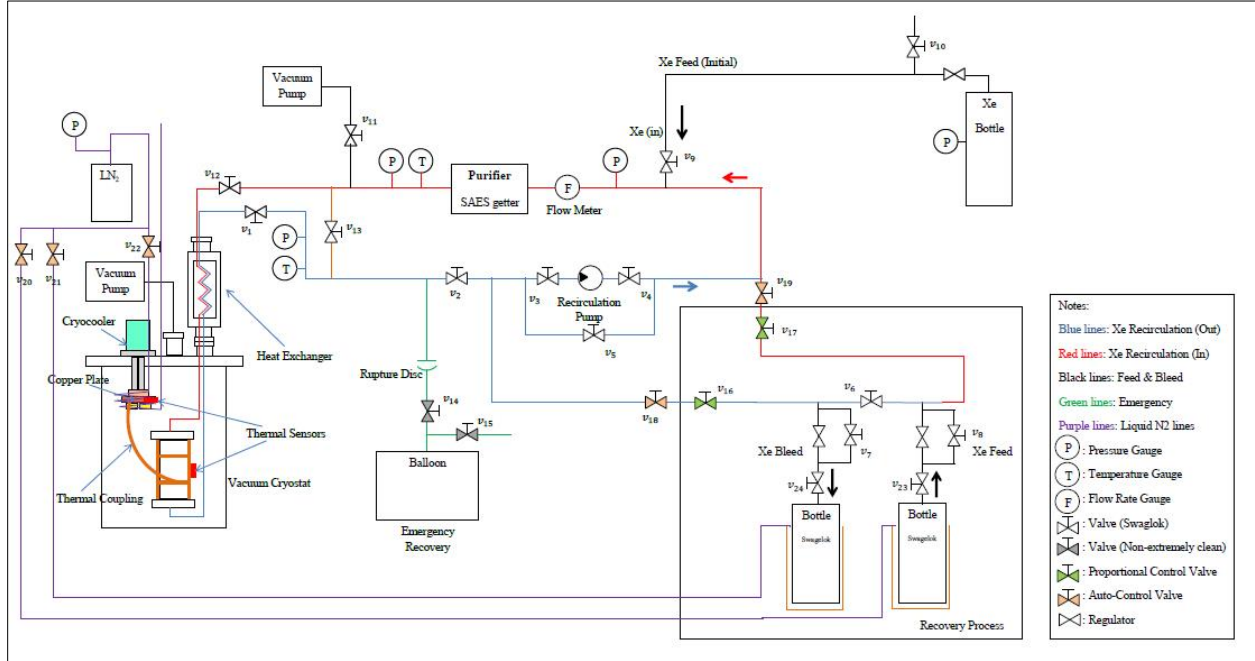 v10
Xe Feed (Initial)
Vacuum
Pump
Xe
Bottle
P
P
v11
Xe (in)
v9
LN2
v12
P
T
Purifier
SAES getter
F
Flow Meter
P
v1
v13
P
T
v22
v20
v21
Vacuum
Pump
v2
v3
v4
Recirculation
Pump
v5
v19
v17
Cryocooler
Heat Exchanger
Copper Plate
Rupture Disc
v14
v15
v18
v16
v6
Thermal Sensors
Xe Bleed
v7
v8
Xe Feed
Balloon
Vacuum Cryostat
Thermal Coupling
v24
v23
Emergency
Recovery
Bottle
Swagelok
Bottle
Swagelok
Recovery Process
Notes:
Blue lines: Xe Recirculation (Out)
Red lines: Xe Recirculation (In)
Black lines: Feed & Bleed
Green lines: Emergency
Purple lines: Liquid N2 lines
P : Pressure Gauge
T : Temperature Gauge
F : Flow Rate Gauge
: Valve (Swaglok)
: Valve (Non-extremely clean)
: Proportional Control Valve
: Auto-Control Valve
: Regulator